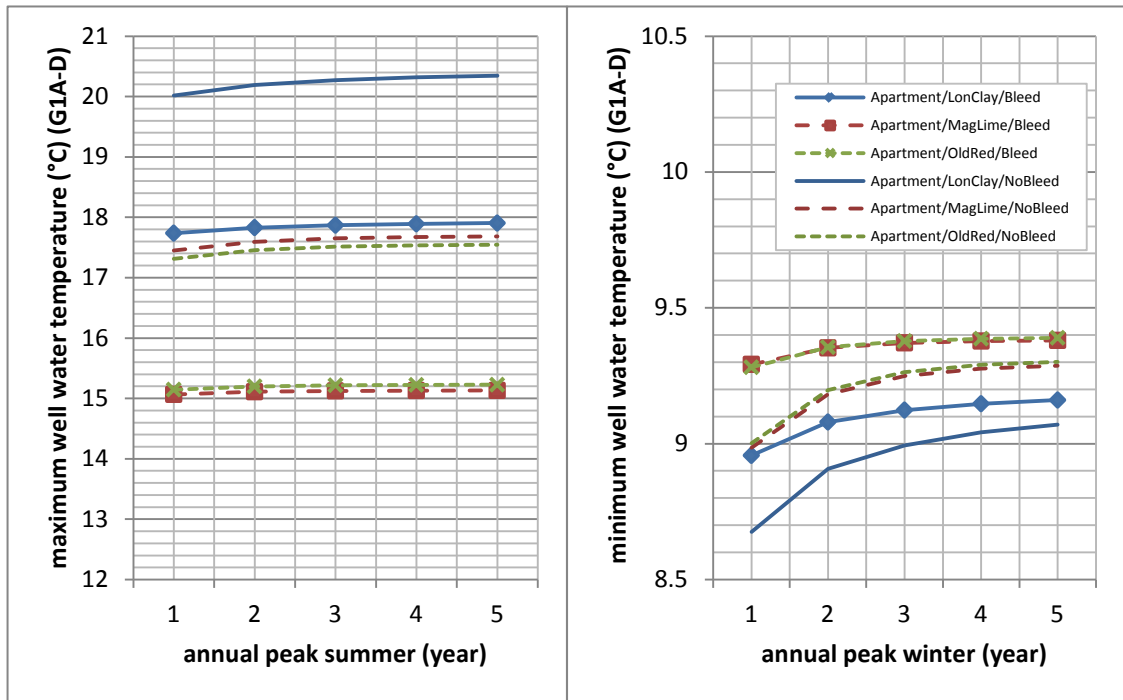 maximum well water temperature (°C) (G1A-D)
21
20
19
18
17
16
15
14
13
12
1 2 3 4 5
annual peak summer (year)
minimum well water temperature (°C) (G1A-D)
10.5
10
9.5
9
8.5
1 2 3 4 5
annual peak winter (year)
Apartment/LonClay/Bleed
Apartment/MagLime/Bleed
Apartment/OldRed/Bleed
Apartment/LonClay/NoBleed
Apartment/MagLime/NoBleed
Apartment/OldRed/NoBleed